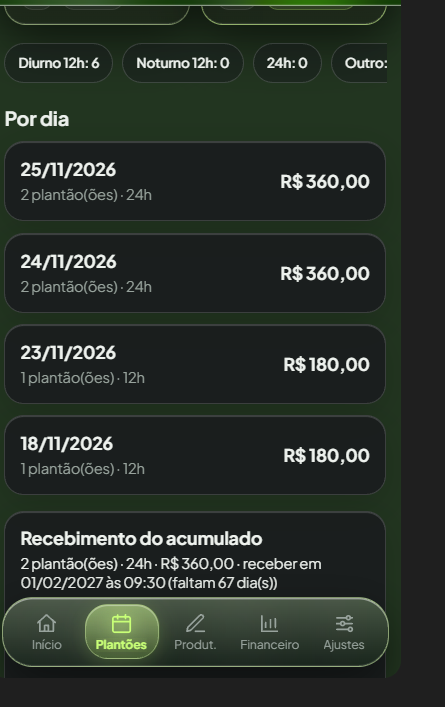 Diurno 12h: 6
Noturno 12h: 0
24h: 0
Outro:
Por dia
25/11/2026
R$ 360,00
2 plantão(ões) · 24h
24/11/2026
R$ 360,00
2 plantão(ões) · 24h
23/11/2026
R$ 180,00
1 plantão(ões) · 12h
18/11/2026
R$ 180,00
1 plantão(ões) · 12h
Recebimento do acumulado
2 plantão(ões) · 24h · R$ 360,00 · receber em
01/02/2027 às 09:30 (faltam 67 dia(s))
Início
Plantões
Produt.
Financeiro
Ajustes